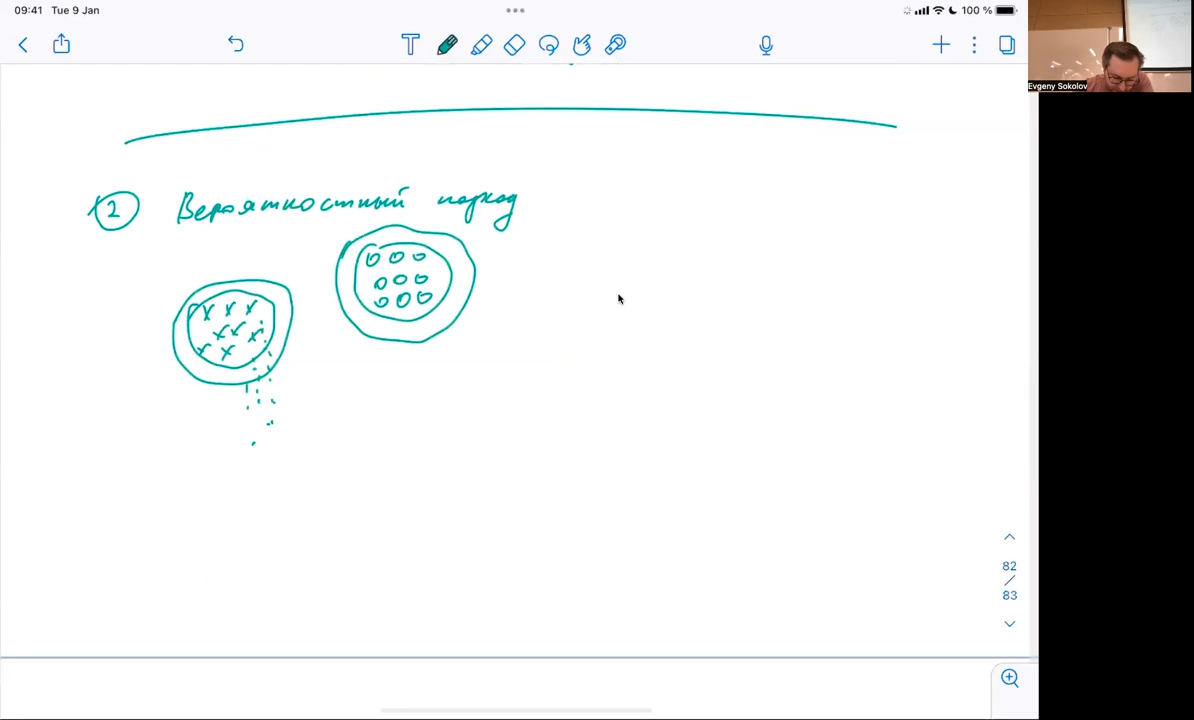 09:41 Tue 9 Jan
100 %
T
Evgeny Sokolov
2 Вероятностный подход
82
/
83